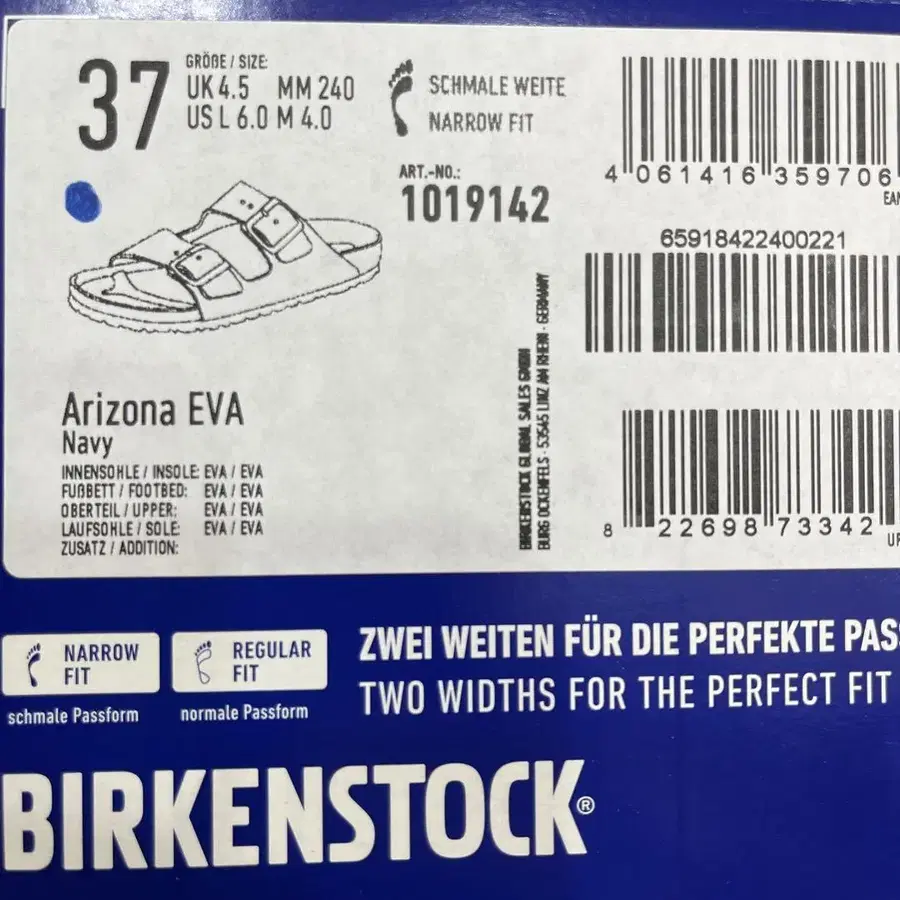 37
GRÖßE / SIZE:
UK 4.5 MM 240
US L 6.0 M 4.0
SCHMALE WEITE
NARROW FIT
ART.-NO.:
1019142
4 061416 359706
EAN
65918422400221
8 22698 73342
UP
BIRKENSTOCK GLOBAL SALES GMBH
BURG OCKENFELS · 53545 LINZ AM RHEIN · GERMANY
Arizona EVA
Navy
INNENSOHLE / INSOLE: EVA / EVA
FUßBETT / FOOTBED: EVA / EVA
OBERTEIL / UPPER: EVA / EVA
LAUFSOHLE / SOLE: EVA / EVA
ZUSATZ / ADDITION:
NARROW
FIT
schmale Passform
REGULAR
FIT
normale Passform
ZWEI WEITEN FÜR DIE PERFEKTE PASS
TWO WIDTHS FOR THE PERFECT FIT
BIRKENSTOCK®